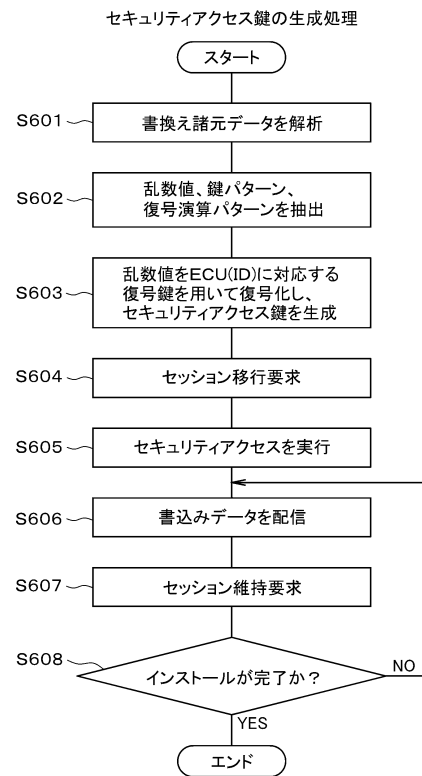 セキュリティアクセス鍵の生成処理
スタート
S601
書換え諸元データを解析
S602
乱数値、鍵パターン、
復号演算パターンを抽出
S603
乱数値をECU(ID)に対応する
復号鍵を用いて復号化し、
セキュリティアクセス鍵を生成
S604
セッション移行要求
S605
セキュリティアクセスを実行
S606
書込みデータを配信
S607
セッション維持要求
S608
インストールが完了か？
NO
YES
エンド